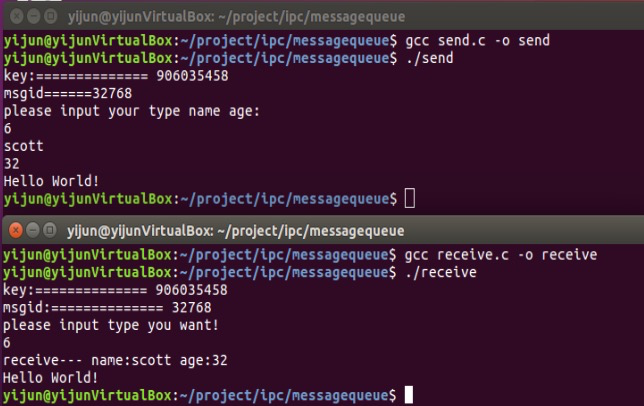 yijun@yijunVirtualBox: ~/project/ipc/messagequeue
yijun@yijunVirtualBox:~/project/ipc/messagequeue$ gcc send.c -o send
yijun@yijunVirtualBox:~/project/ipc/messagequeue$ ./send
key:============== 906035458
msgid======32768
please input your type name age:
6
scott
32
Hello World!
yijun@yijunVirtualBox:~/project/ipc/messagequeue$
yijun@yijunVirtualBox: ~/project/ipc/messagequeue
yijun@yijunVirtualBox:~/project/ipc/messagequeue$ gcc receive.c -o receive
yijun@yijunVirtualBox:~/project/ipc/messagequeue$ ./receive
key:============== 906035458
msgid:============== 32768
please input type you want!
6
receive--- name:scott age:32
Hello World!
yijun@yijunVirtualBox:~/project/ipc/messagequeue$